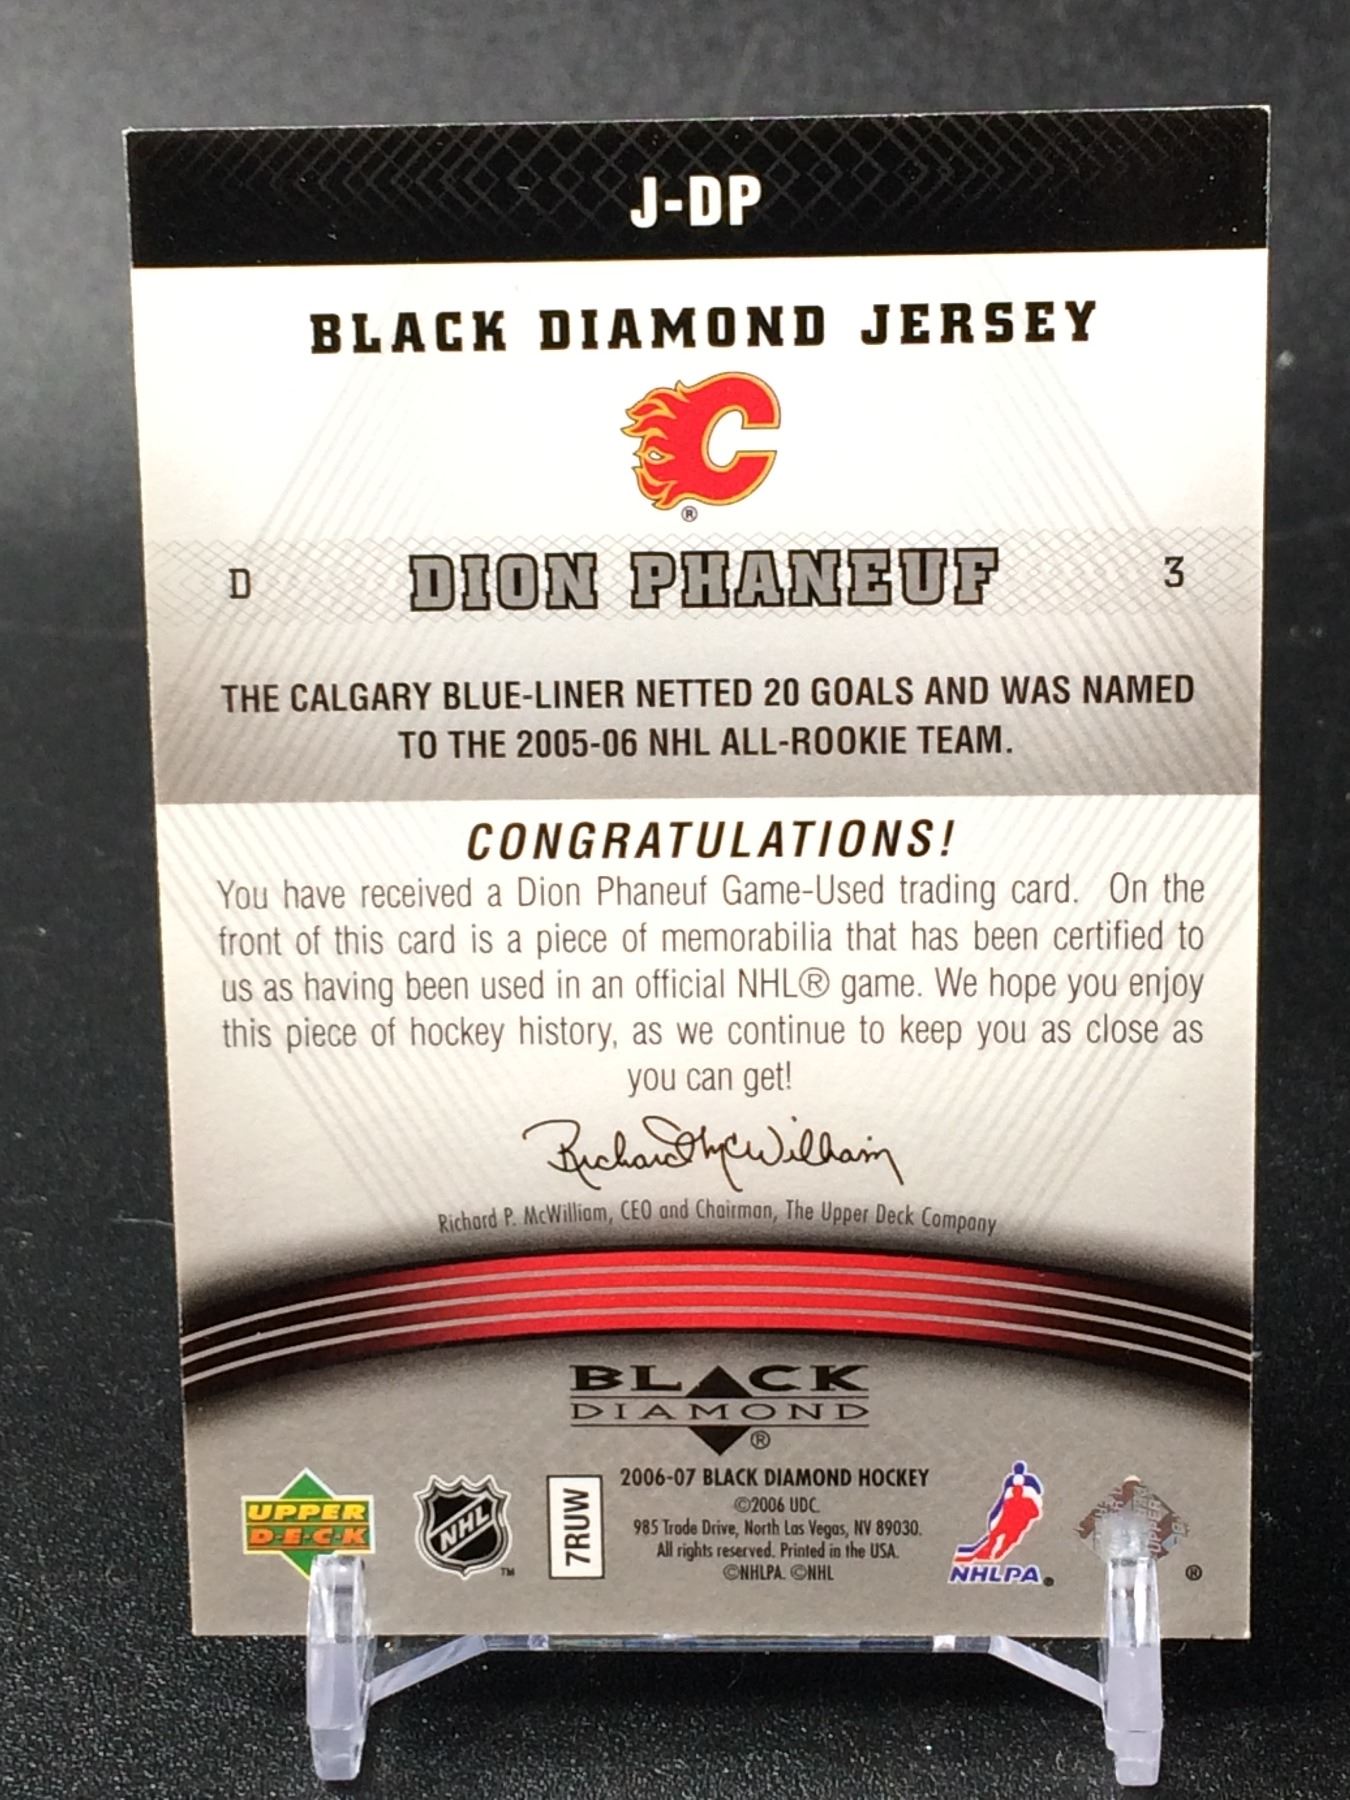 J-DP
BLACK DIAMOND JERSEY
®
D DION PHANEUF 3
THE CALGARY BLUE-LINER NETTED 20 GOALS AND WAS NAMED
TO THE 2005-06 NHL ALL-ROOKIE TEAM.
CONGRATULATIONS!
You have received a Dion Phaneuf Game-Used trading card. On the
front of this card is a piece of memorabilia that has been certified to
us as having been used in an official NHL® game. We hope you enjoy
this piece of hockey history, as we continue to keep you as close as
you can get!
Richard McWilliam
Richard P. McWilliam, CEO and Chairman, The Upper Deck Company
BLACK
DIAMOND
®
UPPER
DECK
NHL
TM
7RUW
2006-07 BLACK DIAMOND HOCKEY
©2006 UDC.
985 Trade Drive, North Las Vegas, NV 89030.
All rights reserved. Printed in the USA.
©NHLPA. ©NHL
NHLPA®
UPPER
®